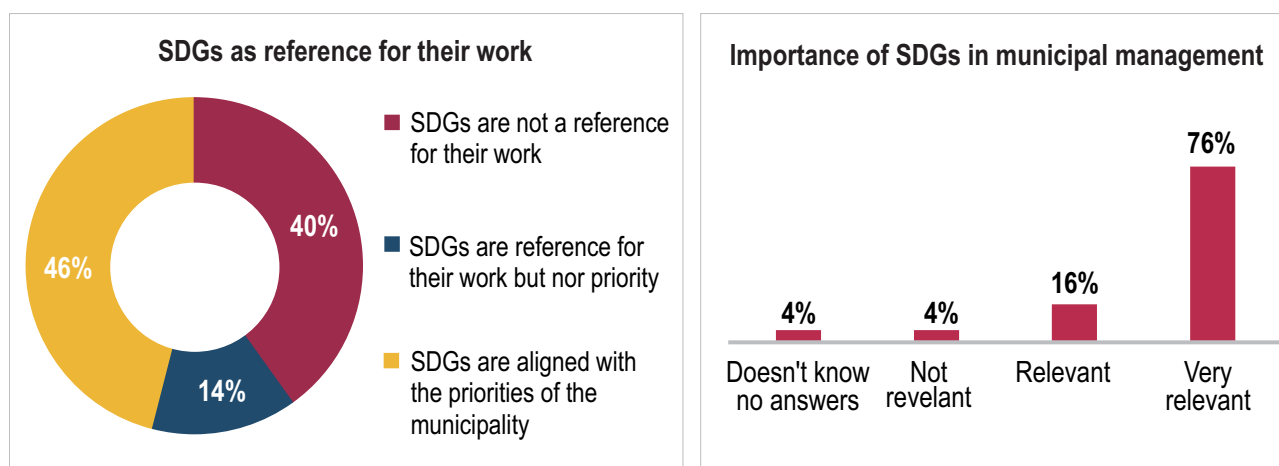 SDGs as reference for their work
SDGs are not a reference
for their work
40%
SDGs are reference for
their work but nor priority
46%
14%
SDGs are aligned with
the priorities of the
municipality
Importance of SDGs in municipal management
76%
16%
4%
4%
Doesn't know
no answers
Not
revelant
Relevant
Very
relevant